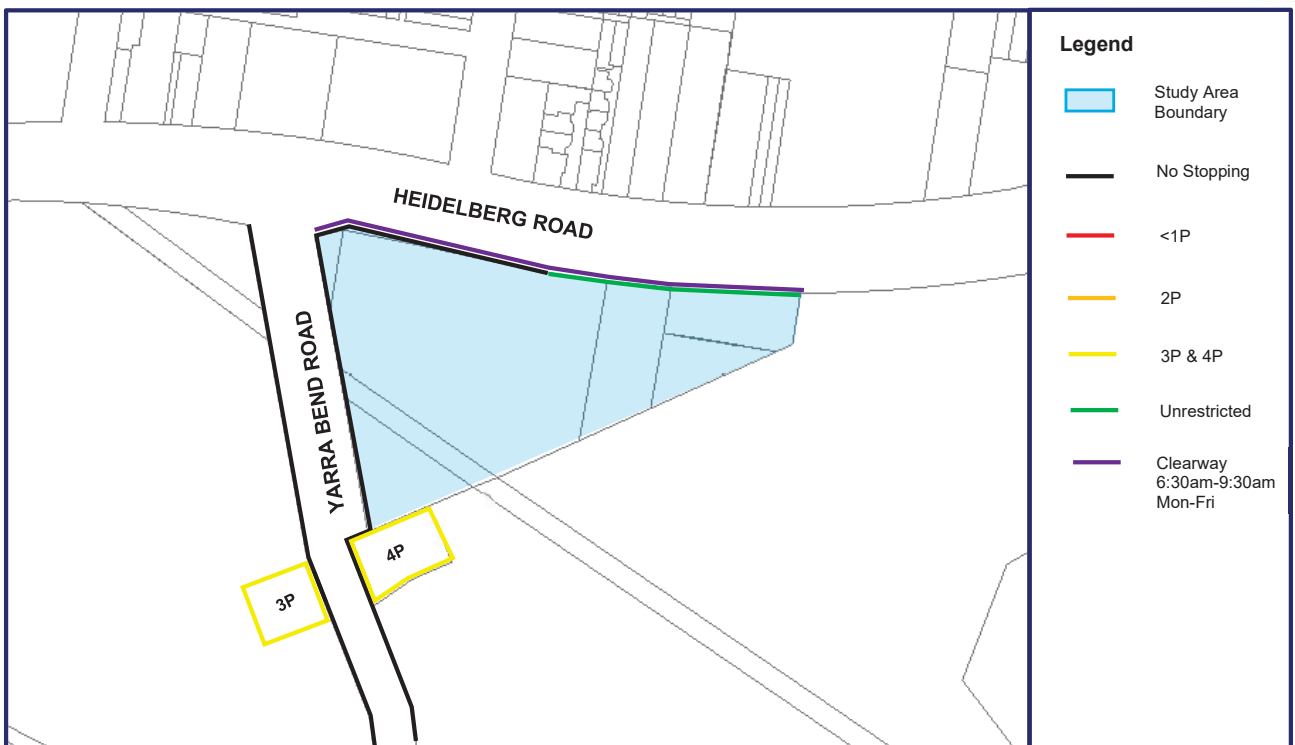 HEIDELBERG ROAD
YARRA BEND ROAD
4P
3P
Legend
Study Area
Boundary
No Stopping
<1P
2P
3P & 4P
Unrestricted
Clearway
6:30am-9:30am
Mon-Fri